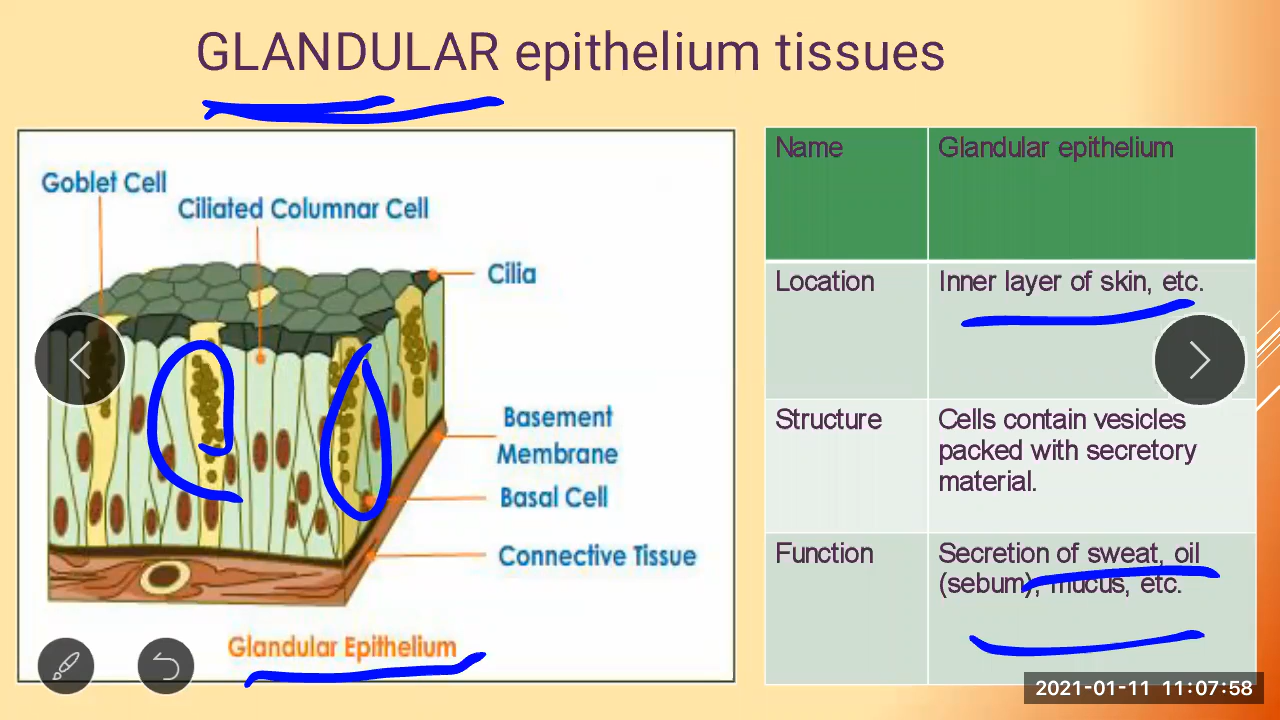 GLANDULAR epithelium tissues
Goblet Cell
Ciliated Columnar Cell
Cilia
Basement
Membrane
Basal Cell
Connective Tissue
Glandular Epithelium
Name
Glandular epithelium
Location
Inner layer of skin, etc.
Structure
Cells contain vesicles
packed with secretory
material.
Function
Secretion of sweat, oil
(sebum), mucus, etc.
2021-01-11 11:07:58